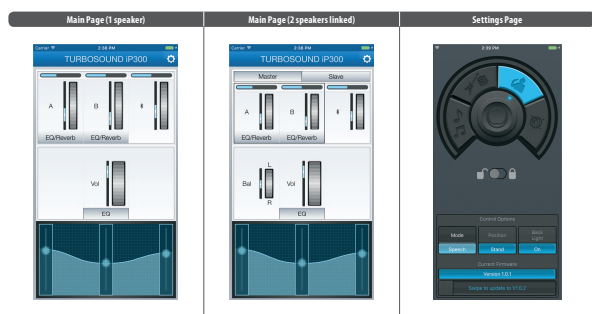 Main Page (1 speaker)
Main Page (2 speakers linked)
Settings Page
Carrier 2:38 PM
TURBOSOUND iP300
A
B
EQ/Reverb
EQ/Reverb
Vol
EQ
Carrier 2:38 PM
TURBOSOUND iP300
Master
Slave
A
B
EQ/Reverb
EQ/Reverb
L
Bal
Vol
R
EQ
2:39 PM
Control Options
Mode
Position
Back
Light
Speech
Stand
On
Current Firmware
Version 1.0.1
Swipe to update to V1.0.2